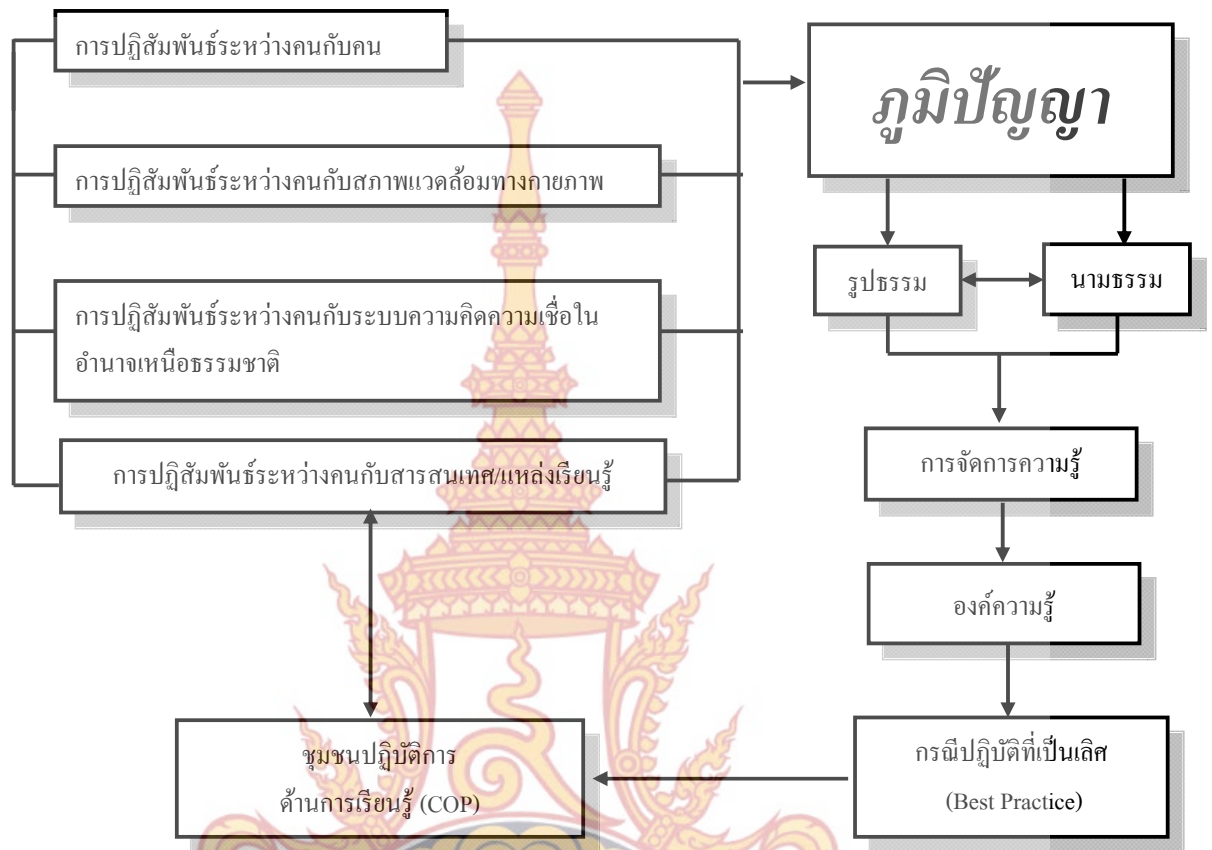 การปฏิสัมพันธ์ระหว่างคนกับคน
การปฏิสัมพันธ์ระหว่างคนกับสภาพแวดล้อมทางกายภาพ
การปฏิสัมพันธ์ระหว่างคนกับระบบความคิดความเชื่อใน
อำนาจเหนือธรรมชาติ
การปฏิสัมพันธ์ระหว่างคนกับสารสนเทศ/แหล่งเรียนรู้
ภูมิปัญญา
รูปธรรม
นามธรรม
การจัดการความรู้
องค์ความรู้
กรณีปฏิบัติที่เป็นเลิศ
(Best Practice)
ชุมชนปฏิบัติการ
ด้านการเรียนรู้ (COP)